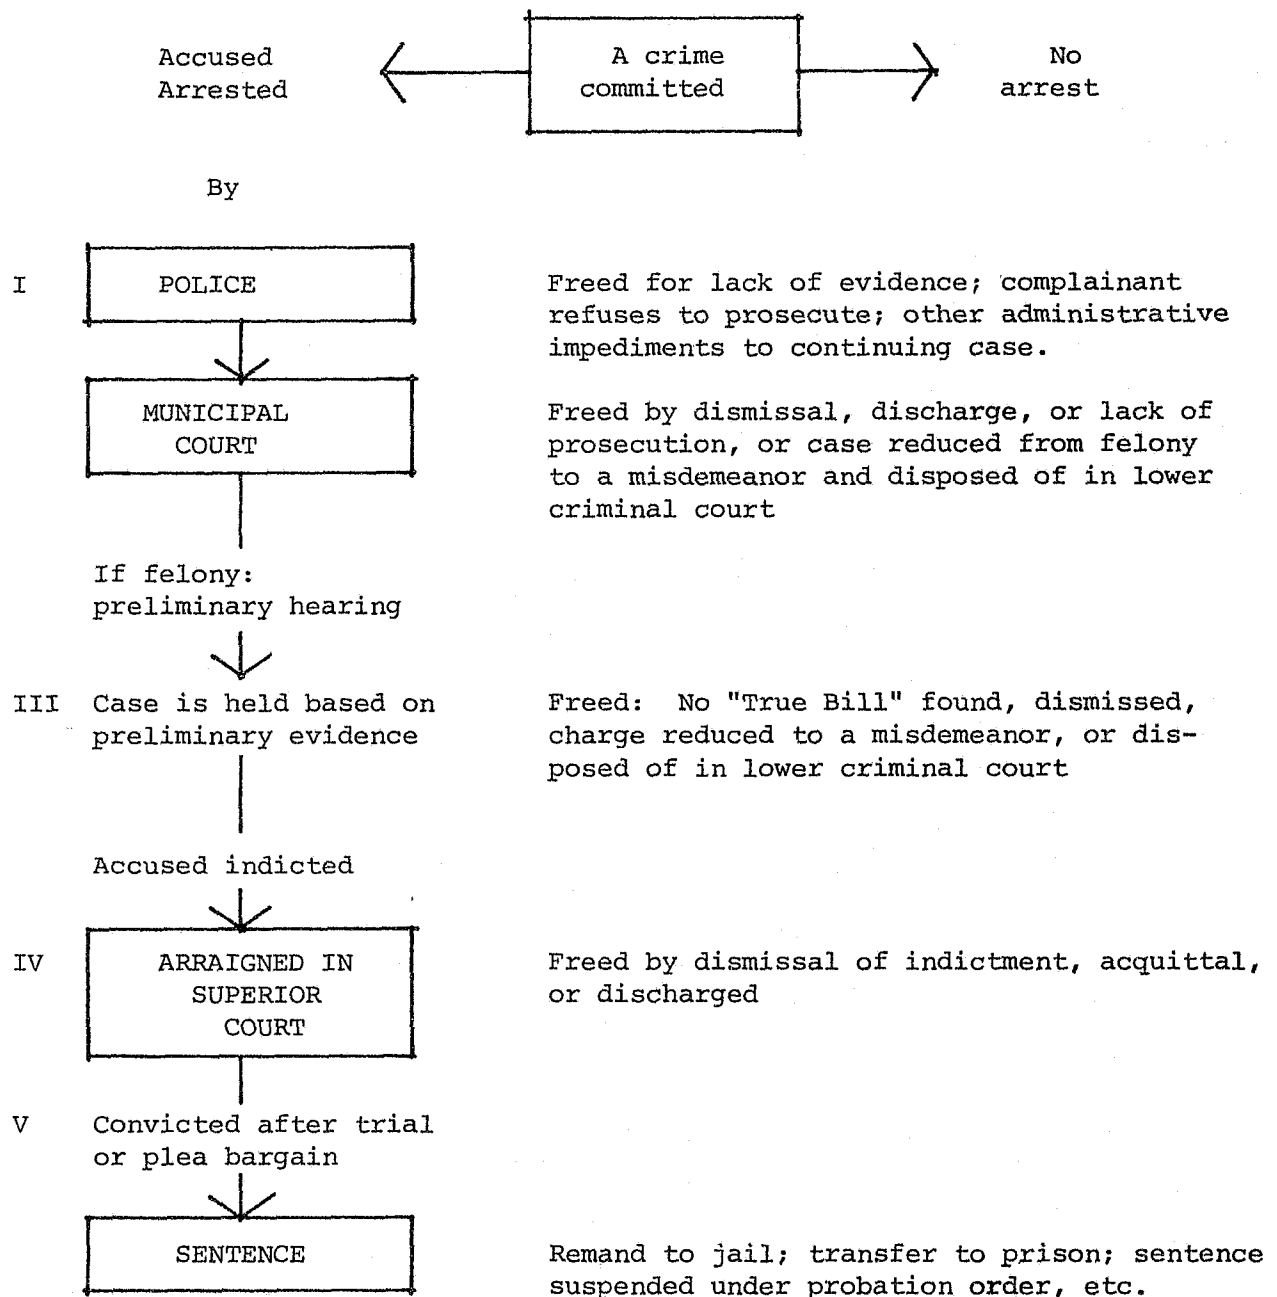 Accused
Arrested
A crime
committed
No
arrest
By
I
POLICE
Freed for lack of evidence; complainant
refuses to prosecute; other administrative
impediments to continuing case.
MUNICIPAL
COURT
Freed by dismissal, discharge, or lack of
prosecution, or case reduced from felony
to a misdemeanor and disposed of in lower
criminal court
If felony:
preliminary hearing
III
Case is held based on
preliminary evidence
Freed: No "True Bill" found, dismissed,
charge reduced to a misdemeanor, or dis-
posed of in lower criminal court
Accused indicted
IV
ARRAIGNED IN
SUPERIOR
COURT
Freed by dismissal of indictment, acquittal,
or discharged
V
Convicted after trial
or plea bargain
SENTENCE
Remand to jail; transfer to prison; sentence
suspended under probation order, etc.